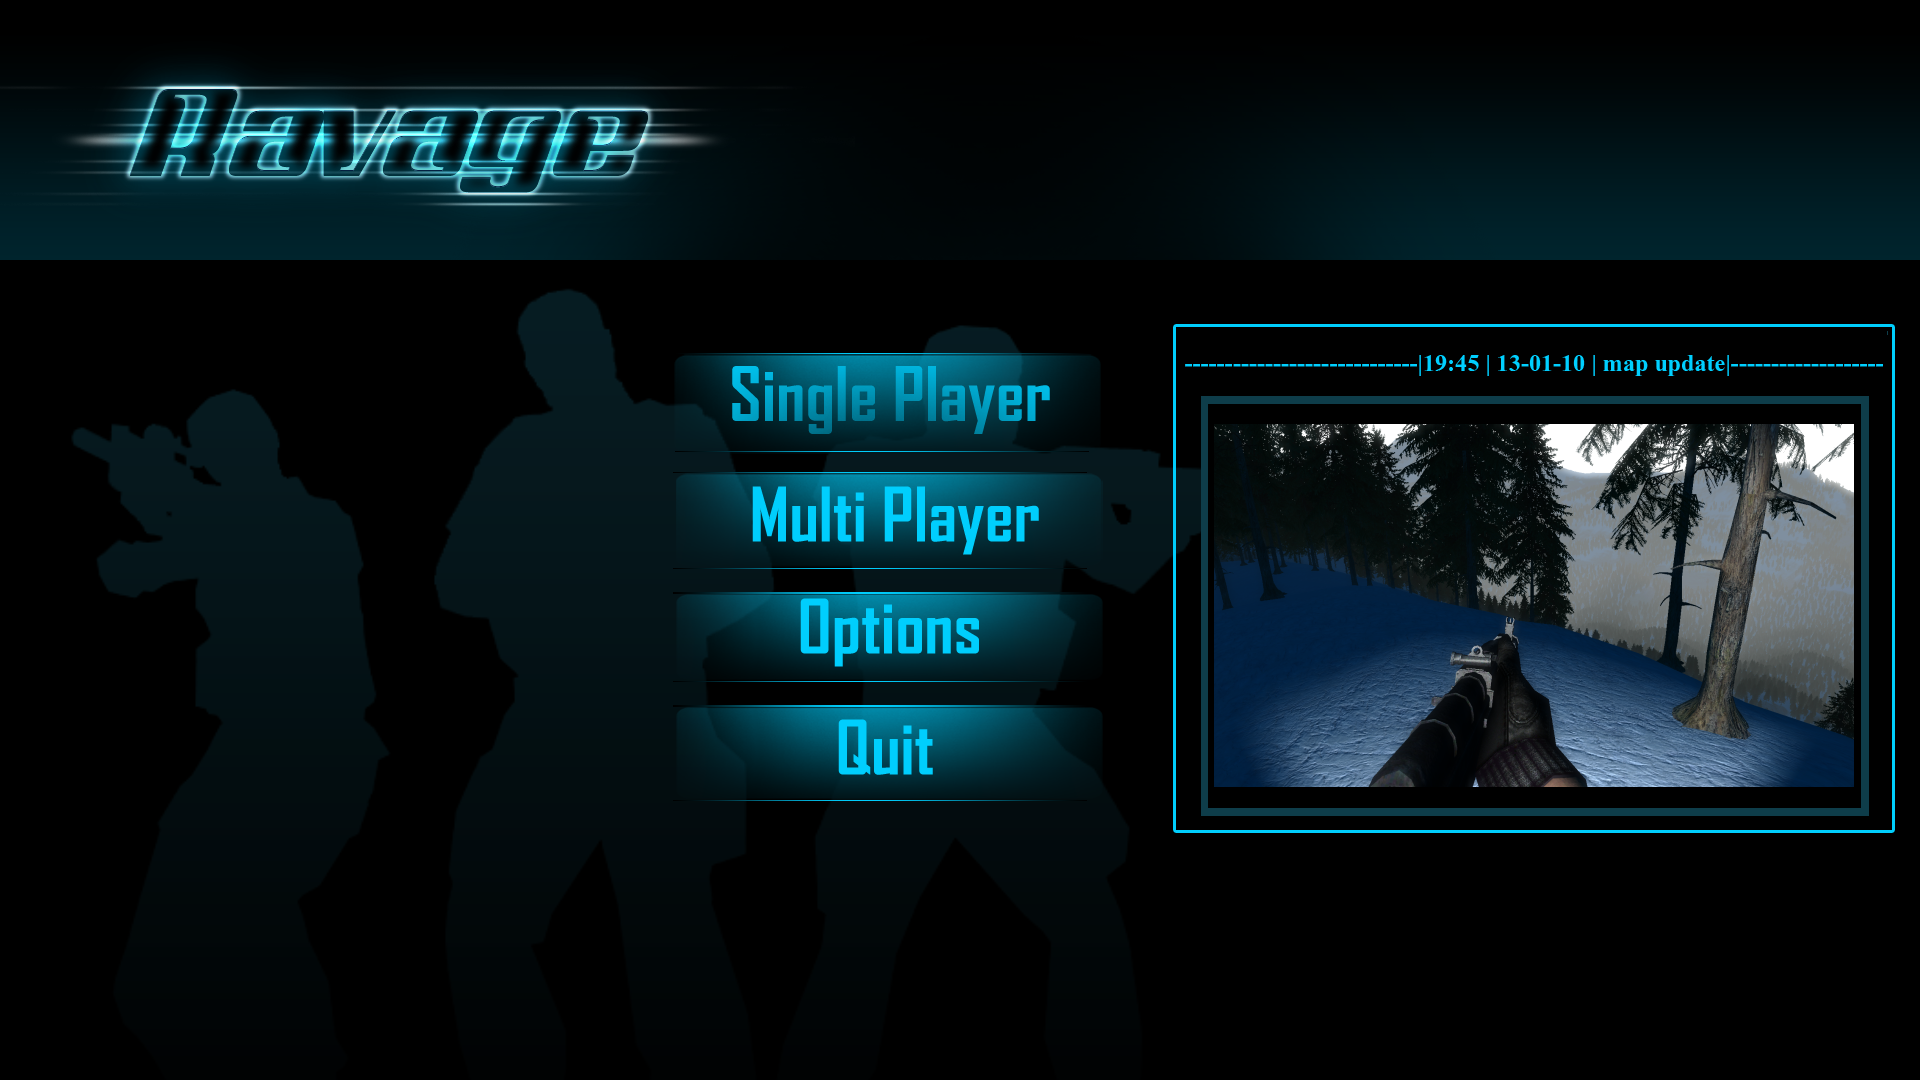 Ravage
----------------------------|19:45 | 13-01-10 | map update|-------------------
Single Player
Multi Player
Options
Quit